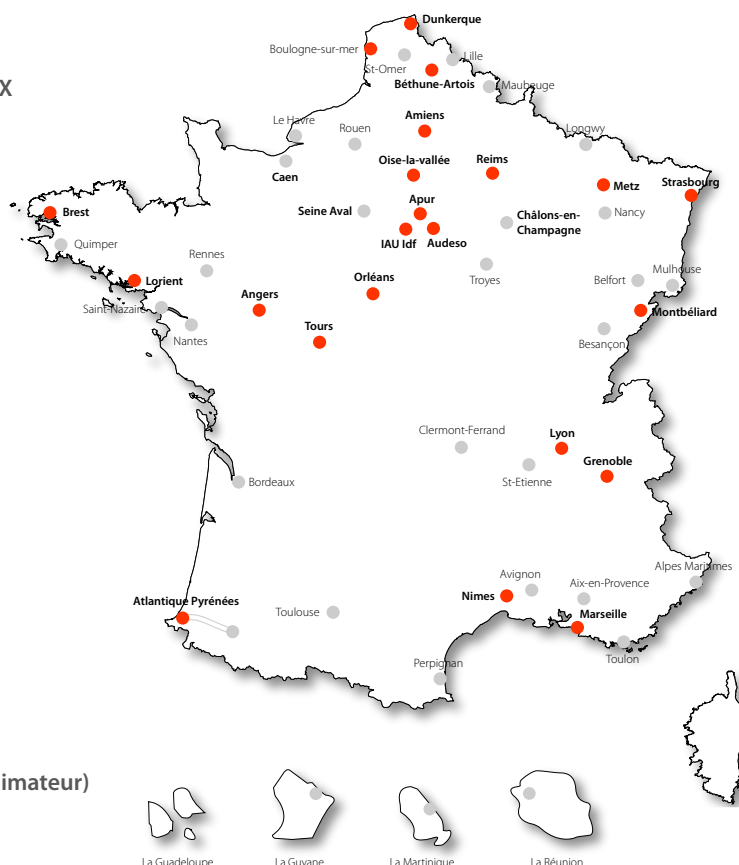 Dunkerque
Boulogne-sur-mer
Lille
St-Omer
Béthune-Artois
Maubeuge
X
Amiens
Le Havre
Rouen
Longwy
Oise-la-vallée
Reims
Caen
Metz
Strasbourg
Apur
Seine Aval
Brest
Châlons-en-
Champagne
Nancy
IAU Idf
Audeso
Quimper
Rennes
Lorient
Orléans
Troyes
Belfort
Mulhouse
Angers
Saint-Nazaire
Montbéliard
Tours
Nantes
Besançon
Clermont-Ferrand
Lyon
Grenoble
St-Etienne
Bordeaux
Alpes Maritimes
Avignon
Aix-en-Provence
Nimes
Atlantique Pyrénées
Toulouse
Marseille
Toulon
Perpignan
imateur)
La Guadeloupe
La Guyane
La Martinique
La Réunion